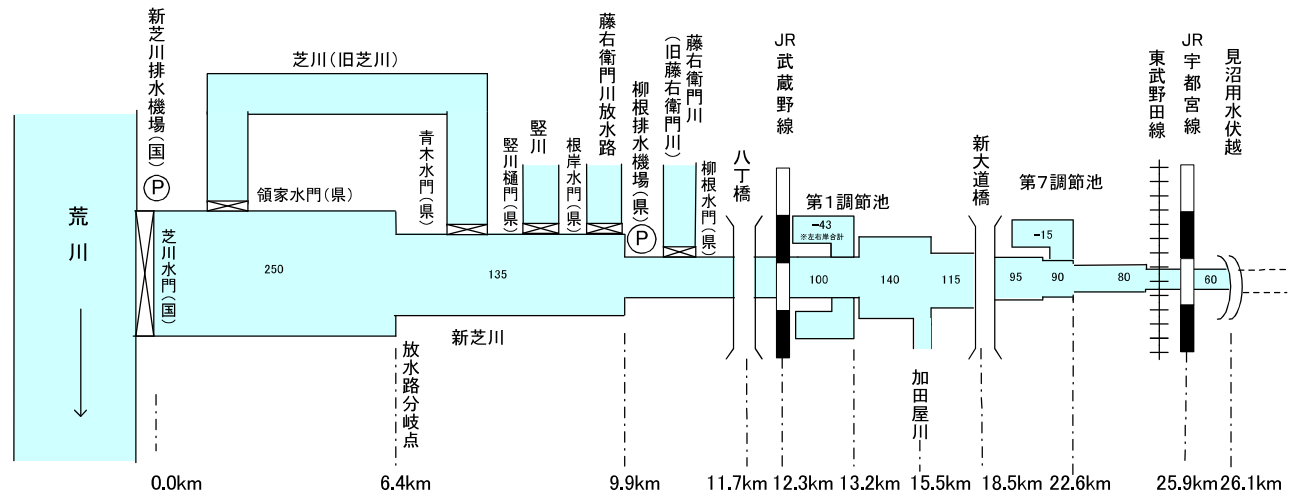 新芝川排水機場(国)
P
荒川
芝川水門(国)
領家水門(県)
芝川(旧芝川)
青木水門(県)
竪川樋門(県)
竪川
根岸水門(県)
藤右衛門川放水路
柳根排水機場(県)
P
藤右衛門川
(旧藤右衛門川)
柳根水門(県)
八丁橋
JR武蔵野線
第1調節池
-43
※左右岸合計
新大道橋
第7調節池
-15
東武野田線
JR宇都宮線
見沼用水伏越
250
135
100
140
115
95
90
80
60
新芝川
放水路分岐点
加田屋川
0.0km
6.4km
9.9km
11.7km
12.3km
13.2km
15.5km
18.5km
22.6km
25.9km
26.1km